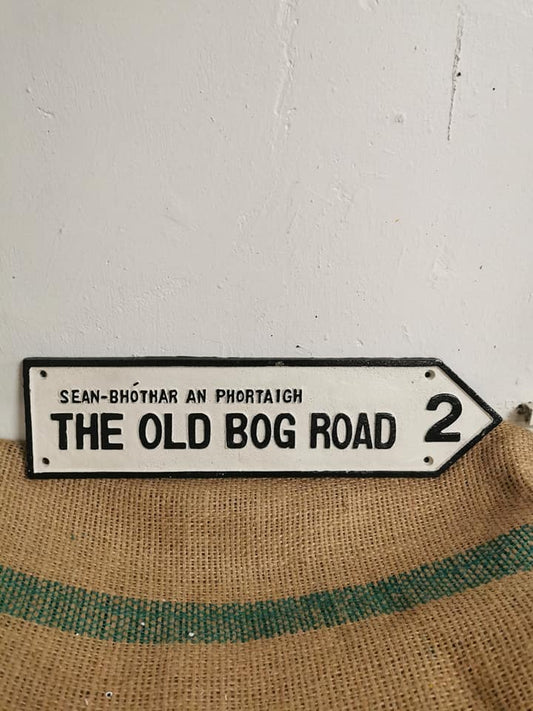 SEAN-BHÓTHAR AN PHORTAIGH
THE OLD BOG ROAD 2